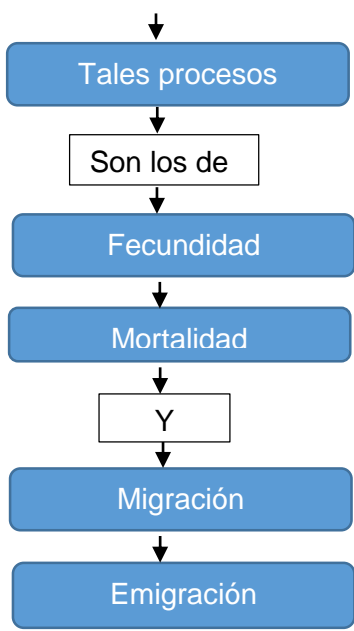 Tales procesos
Son los de
Fecundidad
Mortalidad
Y
Migración
Emigración